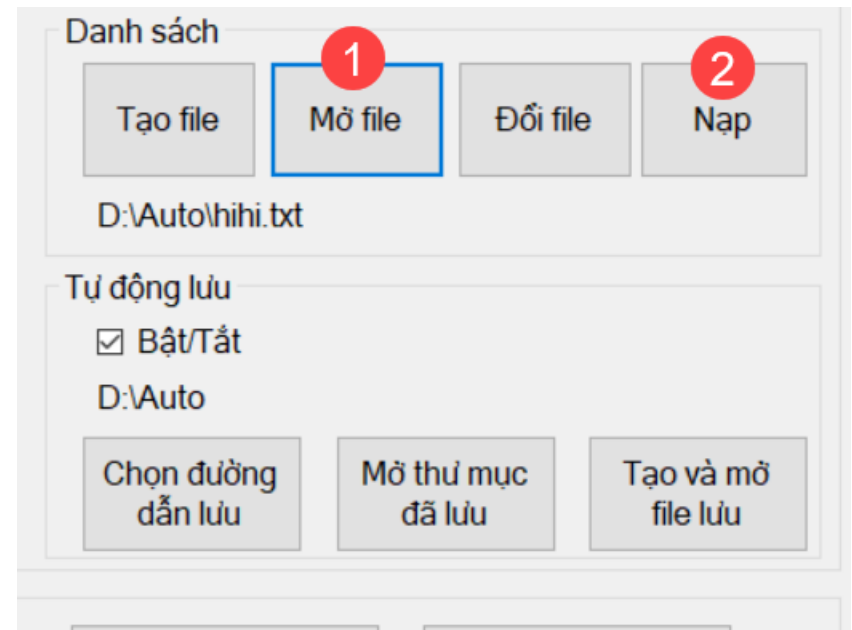 Danh sách
1
2
Tạo file
Mở file
Đổi file
Nạp
D:\Auto\hihi.txt
Tự động lưu
Bật/Tắt
D:\Auto
Chọn đường
dẫn lưu
Mở thư mục
đã lưu
Tạo và mở
file lưu